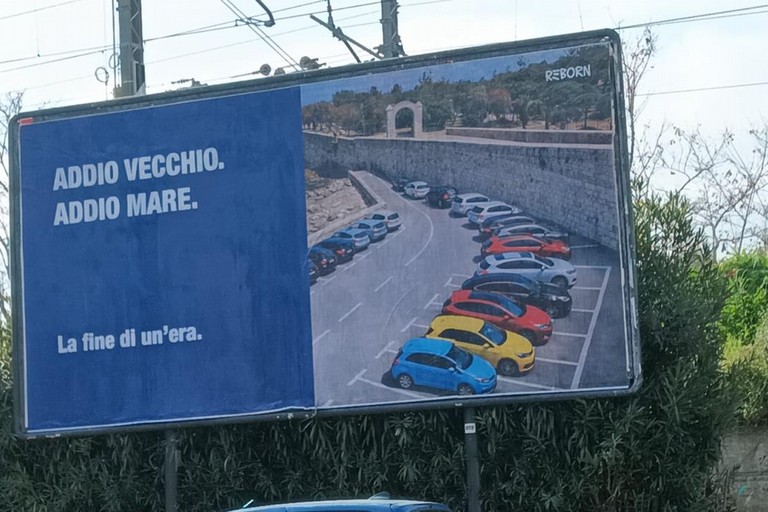 ADDIO VECCHIO.
ADDIO MARE.
La fine di un'era.
REBORN